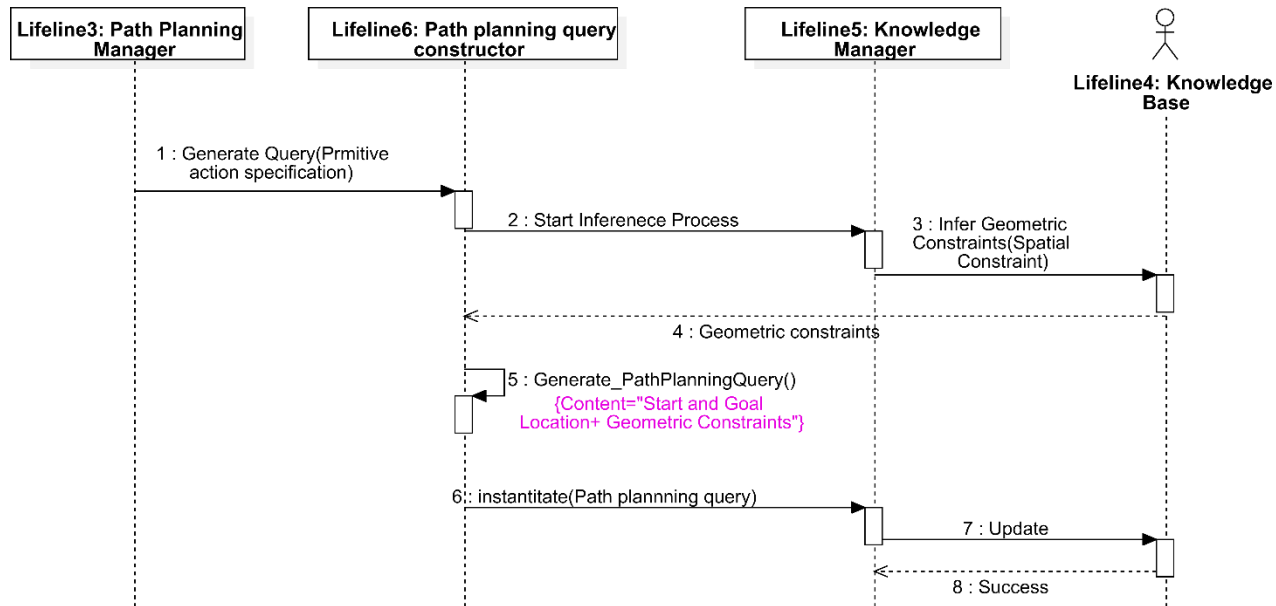 Lifeline3: Path Planning
Manager
Lifeline6: Path planning query
constructor
Lifeline5: Knowledge
Manager
Lifeline4: Knowledge
Base
1 : Generate Query(Prmitive
action specification)
2 : Start Inferenece Process
3 : Infer Geometric
Constraints(Spatial
Constraint)
4 : Geometric constraints
5 : Generate_PathPlanningQuery()
{Content="Start and Goal
Location+ Geometric Constraints"}
6 : instantitate(Path plannning query)
7 : Update
8 : Success